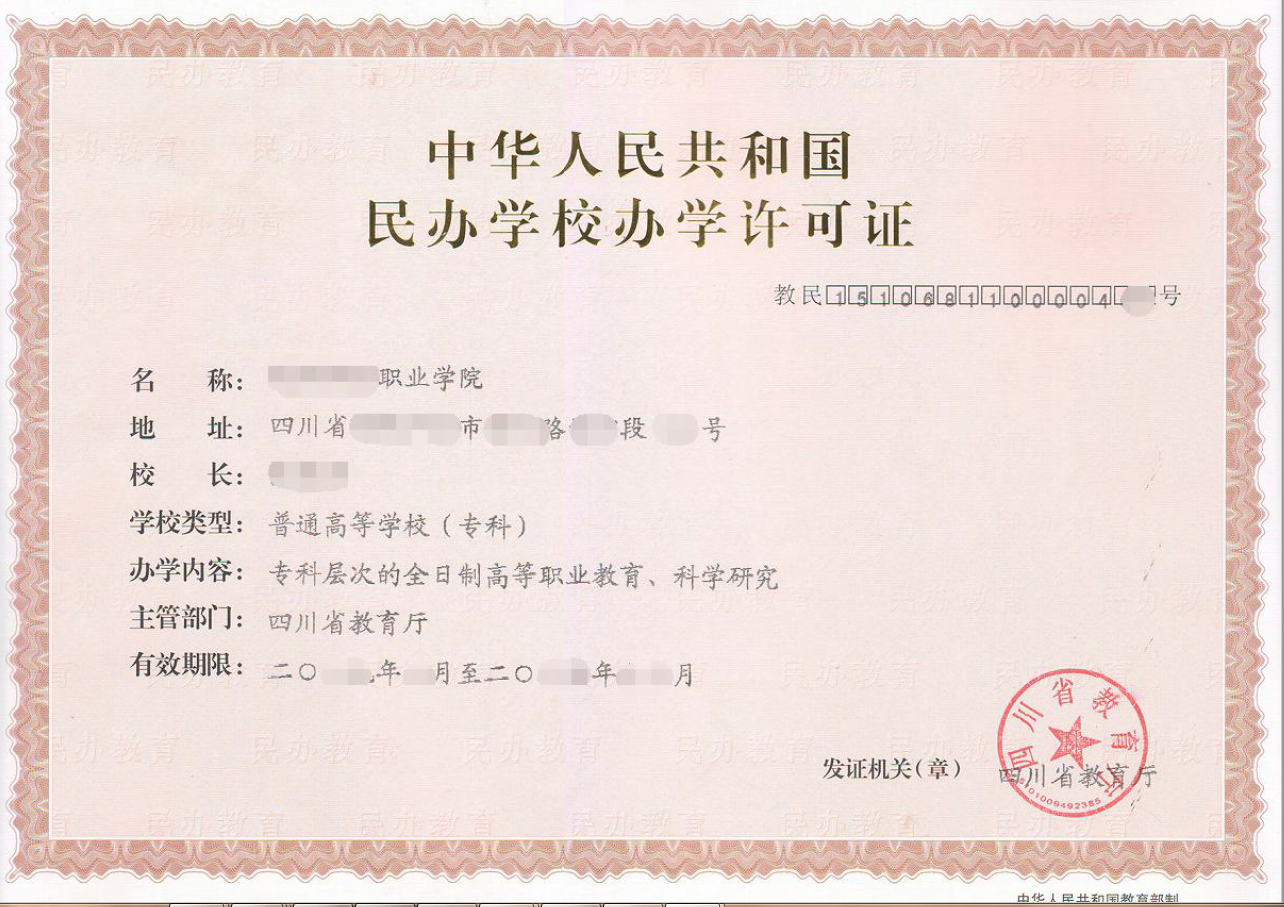 中华人民共和国
民办学校办学许可证
教民15106811000004号
名 称: 职业学院
地 址: 四川省 市 路 段 号
校 长:
学校类型: 普通高等学校(专科)
办学内容: 专科层次的全日制高等职业教育、科学研究
主管部门: 四川省教育厅
有效期限: 二〇 年 月至二〇 年 月
发证机关(章) 四川省教育厅
四川省教育厅
5101009492385
中华人民共和国教育部制
民办教育